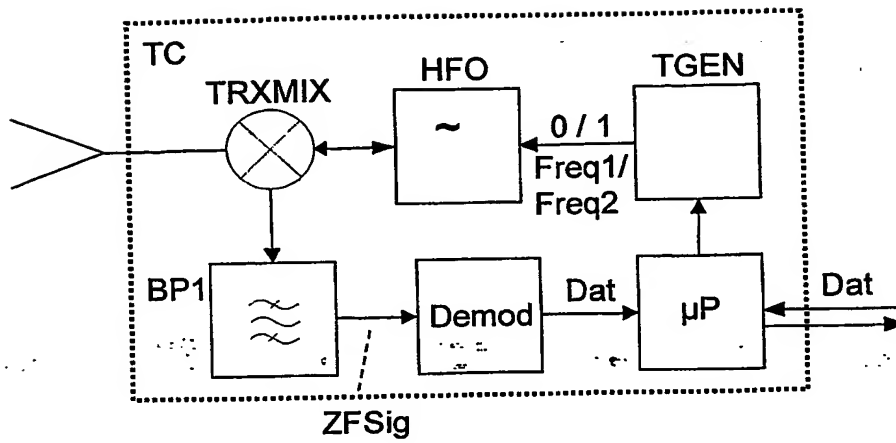 TC
TRXMIX
HFO
TGEN
~
0 / 1
Freq1/
Freq2
BP1
Demod
Dat
µP
Dat
ZFSig